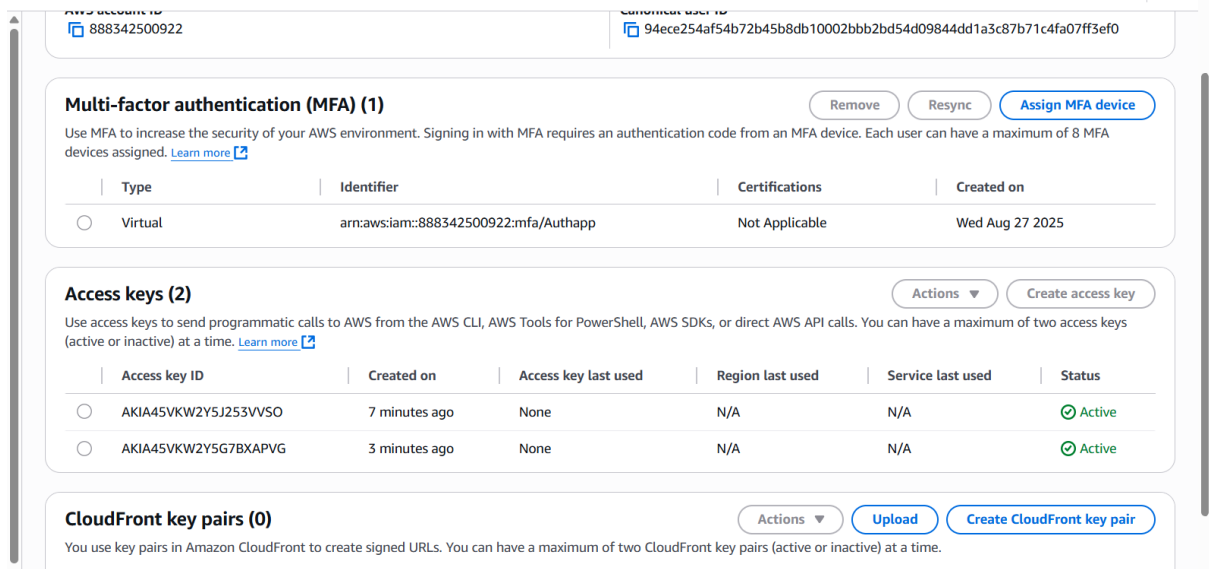 AWS account ID
Canonical user ID
888342500922
94ece254af54b72b45b8db10002bbb2bd54d09844dd1a3c87b71c4fa07ff3ef0
Multi-factor authentication (MFA) (1)
Remove
Resync
Assign MFA device
Use MFA to increase the security of your AWS environment. Signing in with MFA requires an authentication code from an MFA device. Each user can have a maximum of 8 MFA
devices assigned. Learn more
Type
Identifier
Certifications
Created on
Virtual
arn:aws:iam::888342500922:mfa/Authapp
Not Applicable
Wed Aug 27 2025
Access keys (2)
Actions
Create access key
Use access keys to send programmatic calls to AWS from the AWS CLI, AWS Tools for PowerShell, AWS SDKs, or direct AWS API calls. You can have a maximum of two access keys
(active or inactive) at a time. Learn more
Access key ID
Created on
Access key last used
Region last used
Service last used
Status
AKIA45VKW2Y5J253VVSO
7 minutes ago
None
N/A
N/A
Active
AKIA45VKW2Y5G7BXAPVG
3 minutes ago
None
N/A
N/A
Active
CloudFront key pairs (0)
Actions
Upload
Create CloudFront key pair
You use key pairs in Amazon CloudFront to create signed URLs. You can have a maximum of two CloudFront key pairs (active or inactive) at a time.